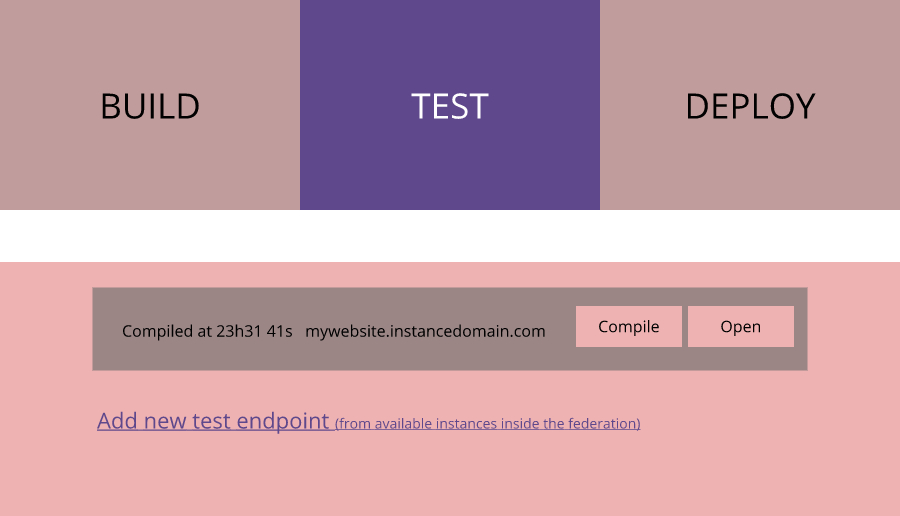 BUILD TEST DEPLOY
Compiled at 23h31 41s mywebsite.instancedomain.com Compile Open
Add new test endpoint (from available instances inside the federation)